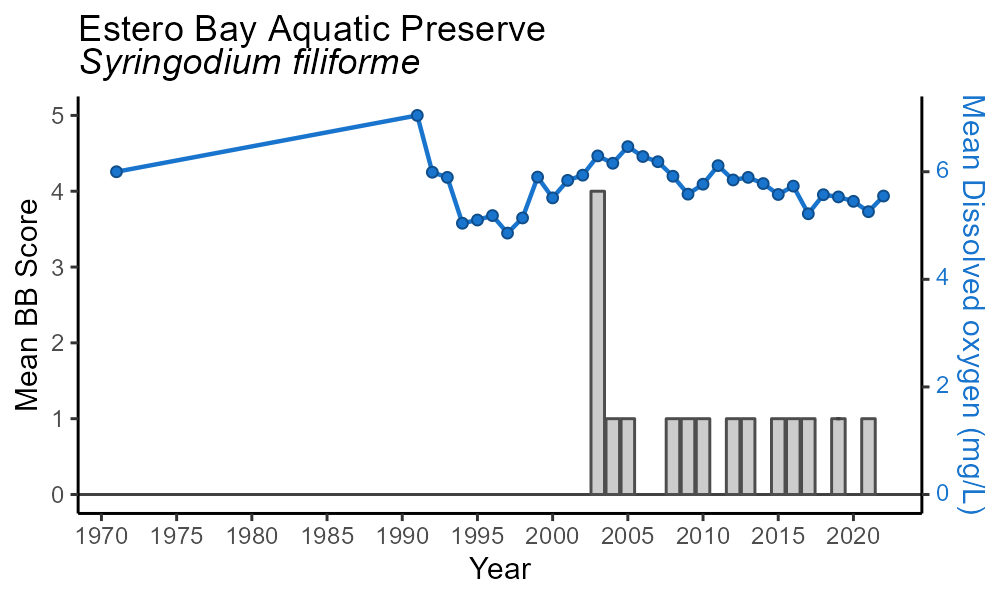 Estero Bay Aquatic Preserve
Syringodium filiforme
Mean BB Score
5
4
3
2
1
0
Mean Dissolved oxygen (mg/L)
6
4
2
0
1970 1975 1980 1985 1990 1995 2000 2005 2010 2015 2020
Year